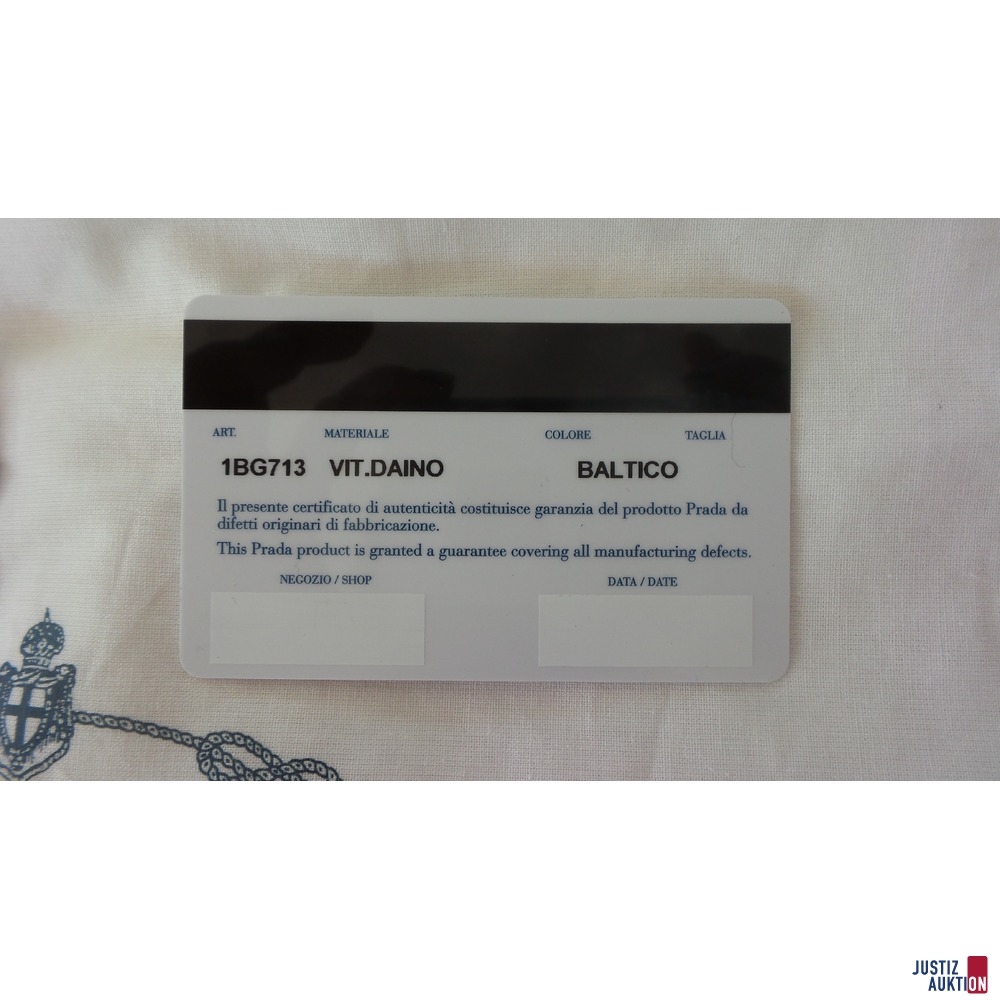 ART. MATERIALE COLORE TAGLIA
1BG713 VIT.DAINO BALTICO
Il presente certificato di autenticità costituisce garanzia del prodotto Prada da
difetti originari di fabbricazione.
This Prada product is granted a guarantee covering all manufacturing defects.
NEGOZIO / SHOP DATA / DATE
JUSTIZ
AUKTION